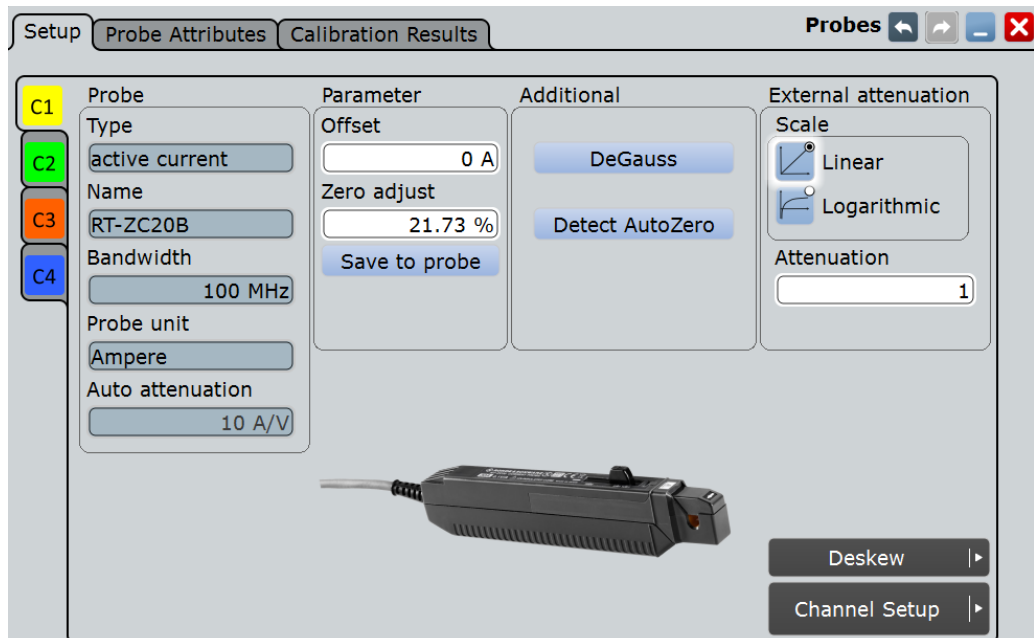 Setup
Probe Attributes
Calibration Results
Probes
C1
C2
C3
C4
Probe
Type
active current
Name
RT-ZC20B
Bandwidth
100 MHz
Probe unit
Ampere
Auto attenuation
10 A/V
Parameter
Offset
0 A
Zero adjust
21.73 %
Save to probe
Additional
DeGauss
Detect AutoZero
External attenuation
Scale
Linear
Logarithmic
Attenuation
1
Deskew
Channel Setup